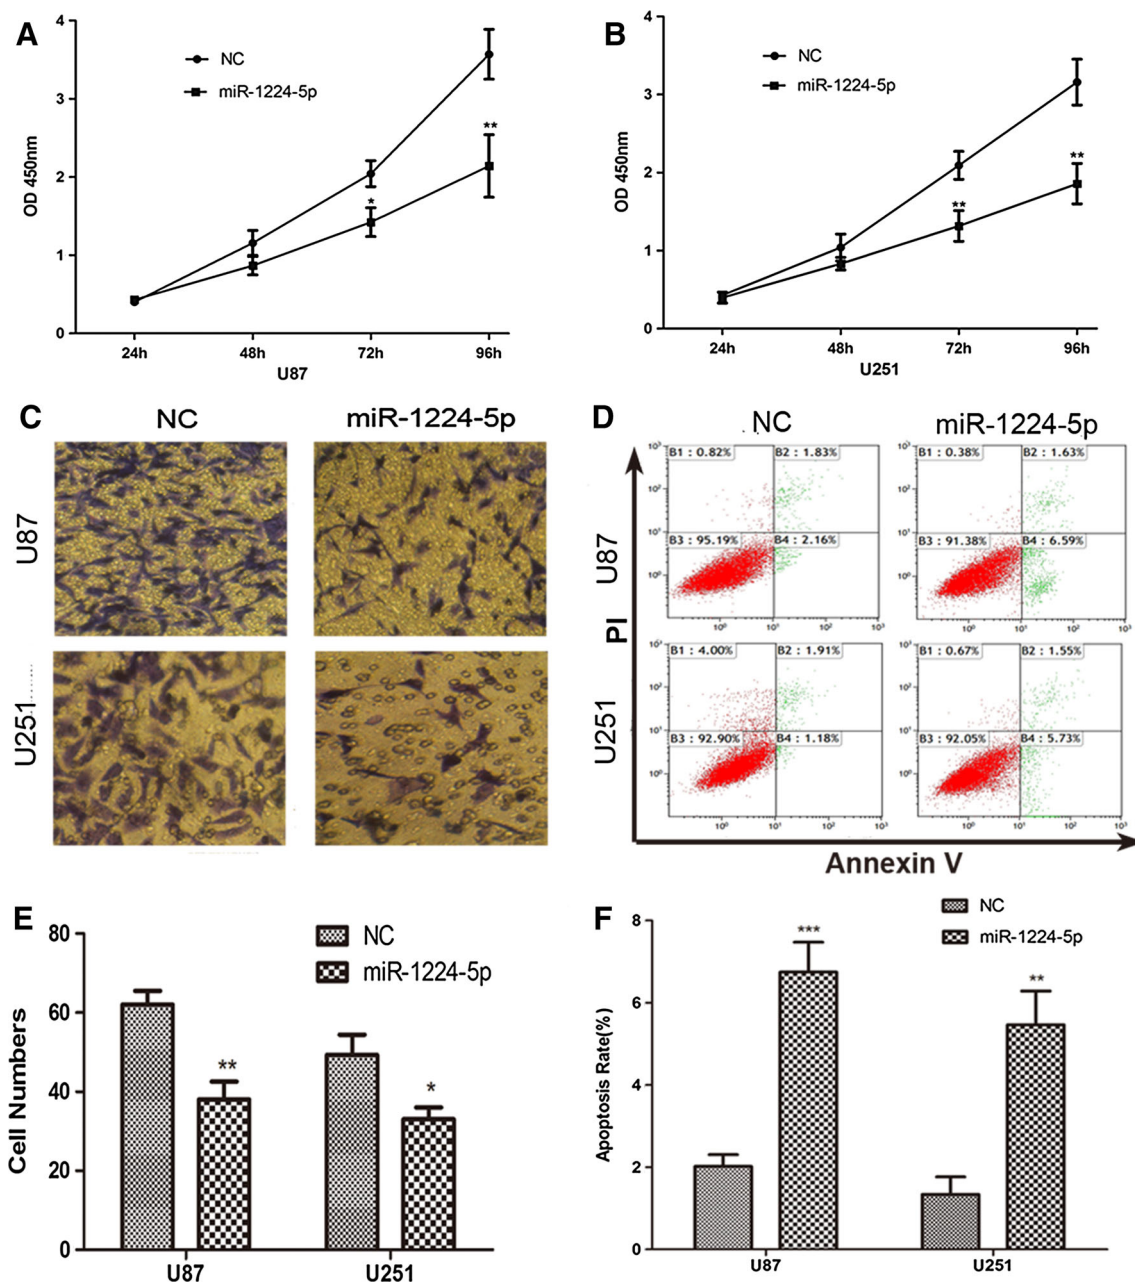 A
4
3
2
1
0
OD 450nm
NC
miR-1224-5p
*
**
24h 48h 72h 96h
U87
B
4
3
2
1
0
OD 450nm
NC
miR-1224-5p
**
**
24h 48h 72h 96h
U251
C
NC miR-1224-5p
U87
U251
D
NC miR-1224-5p
U87
U251
PI
B1 : 0.82% B2 : 1.83%
B3 : 95.19% B4 : 2.16%
B1 : 0.38% B2 : 1.63%
B3 : 91.38% B4 : 6.59%
B1 : 4.00% B2 : 1.91%
B3 : 92.90% B4 : 1.18%
B1 : 0.67% B2 : 1.55%
B3 : 92.05% B4 : 5.73%
Annexin V
E
80
60
40
20
0
Cell Numbers
NC
miR-1224-5p
**
*
U87 U251
F
8
6
4
2
0
Apoptosis Rate(%)
NC
miR-1224-5p
***
**
U87 U251